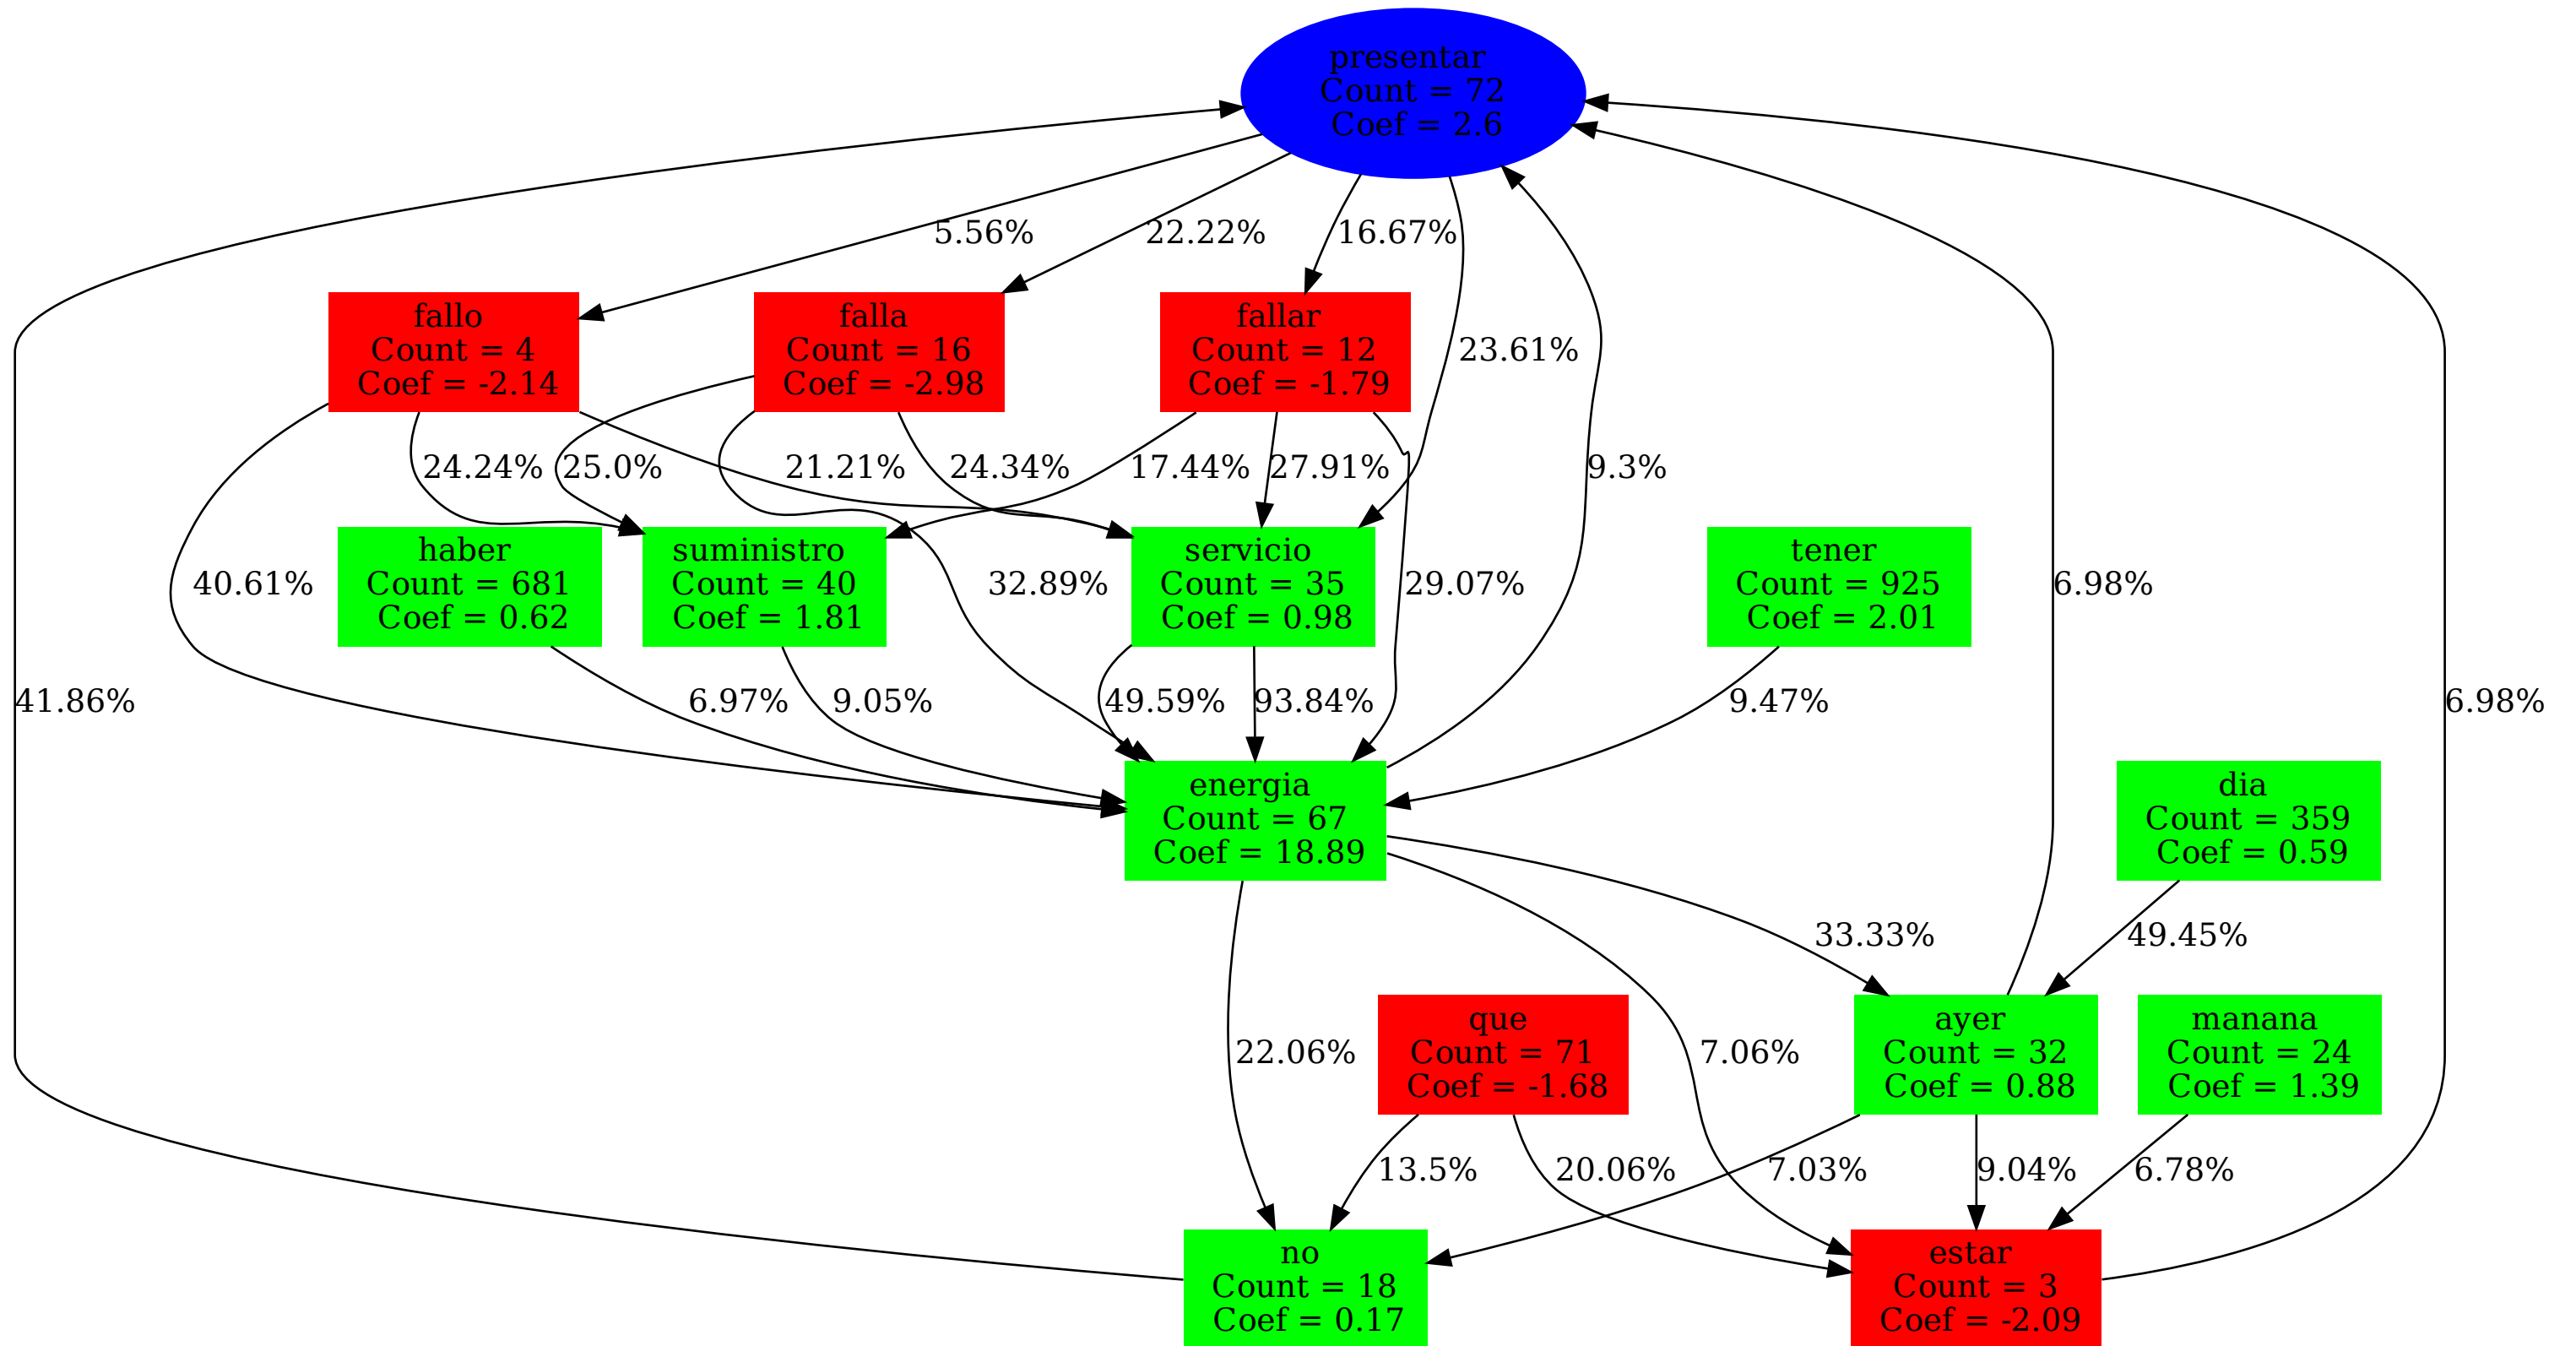 presentar
Count = 72
Coef = 2.6
5.56%
22.22%
16.67%
fallo
Count = 4
Coef = -2.14
falla
Count = 16
Coef = -2.98
fallar
Count = 12
Coef = -1.79
23.61%
24.24%
25.0%
21.21%
24.34%
17.44%
27.91%
9.3%
haber
Count = 681
Coef = 0.62
suministro
Count = 40
Coef = 1.81
servicio
Count = 35
Coef = 0.98
tener
Count = 925
Coef = 2.01
40.61%
32.89%
29.07%
6.98%
41.86%
6.97%
9.05%
49.59%
93.84%
9.47%
6.98%
energia
Count = 67
Coef = 18.89
dia
Count = 359
Coef = 0.59
33.33%
49.45%
que
Count = 71
Coef = -1.68
ayer
Count = 32
Coef = 0.88
manana
Count = 24
Coef = 1.39
22.06%
7.06%
13.5%
20.06%
7.03%
9.04%
6.78%
no
Count = 18
Coef = 0.17
estar
Count = 3
Coef = -2.09